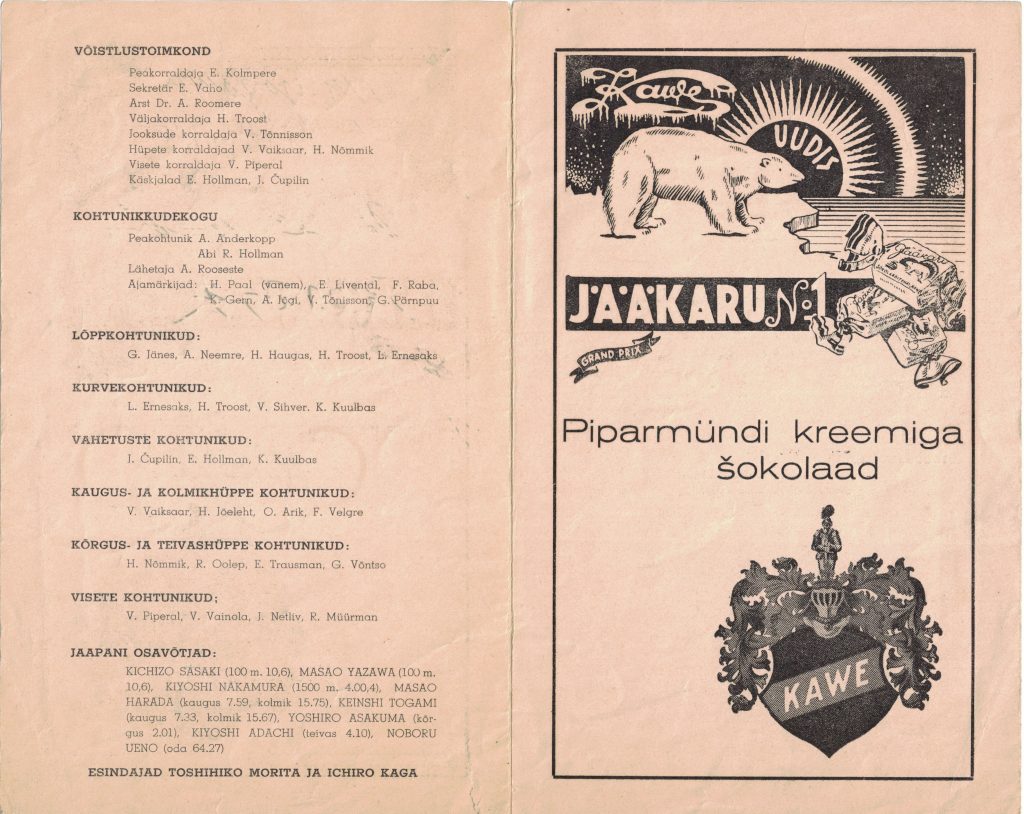 VÕISTLUSTOIMKOND
Peakorraldaja E. Kolmpere
Sekretär E. Vaho
Arst Dr. A. Roomere
Väljakorraldaja H. Troost
Jooksude korraldaja V. Tõnnisson
Hüpete korraldajad V. Vaiksaar, H. Nõmmik
Visete korraldaja V. Piperal
Käskjalad E. Hollman, J. Čupilin
KOHTUNIKKUDEKOGU
Peakohtunik A. Anderkopp
Abi R. Hollman
Lähetaja A. Rooseste
Ajamärkijad: H. Paal (vanem), E. Livental, F. Raba,
K. Gern, A. Jõgi, V. Tõnisson, G. Pärnpuu
LÕPPKOHTUNIKUD:
G. Jänes, A. Neemre, H. Haugas, H. Troost, L. Ernesaks
KURVEKOHTUNIKUD:
L. Ernesaks, H. Troost, V. Sihver. K. Kuulbas
VAHETUSTE KOHTUNIKUD:
J. Čupilin, E. Hollman, K. Kuulbas
KAUGUS- JA KOLMIKHÜPPE KOHTUNIKUD:
V. Vaiksaar, H. Jõeleht, O. Arik, F. Velgre
KÕRGUS- JA TEIVASHÜPPE KOHTUNIKUD:
H. Nõmmik, R. Oolep, E. Trausman, G. Võntso
VISETE KOHTUNIKUD;
V. Piperal, V. Vainola, J. Netliv, R. Müürman
JAAPANI OSAVÕTJAD:
KICHIZO SASAKI (100 m. 10,6), MASAO YAZAWA (100 m.
10,6), KIYOSHI NAKAMURA (1500 m. 4.00,4), MASAO
HARADA (kaugus 7.59, kolmik 15.75), KEINSHI TOGAMI
(kaugus 7.33, kolmik 15.67), YOSHIRO ASAKUMA (kõr-
gus 2.01), KIYOSHI ADACHI (teivas 4.10), NOBORU
UENO (oda 64.27)
ESINDAJAD TOSHIHIKO MORITA JA ICHIRO KAGA
Kawe
UUDIS
Jääkaru
JÄÄKARU No 1
GRAND PRIX
Piparmündi kreemiga
šokolaad
KAWE